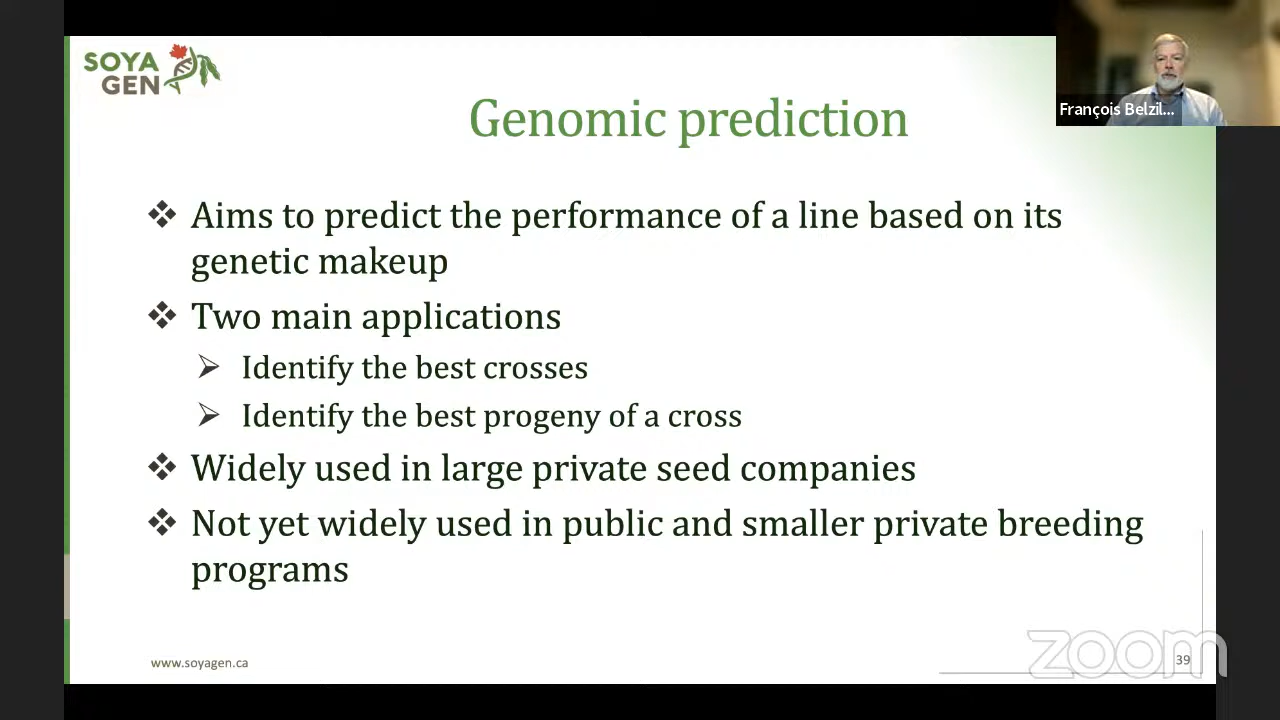 SOYA
GEN
François Belzil...
Genomic prediction
Aims to predict the performance of a line based on its
genetic makeup
Two main applications
Identify the best crosses
Identify the best progeny of a cross
Widely used in large private seed companies
Not yet widely used in public and smaller private breeding
programs
www.soyagen.ca
zoom
39